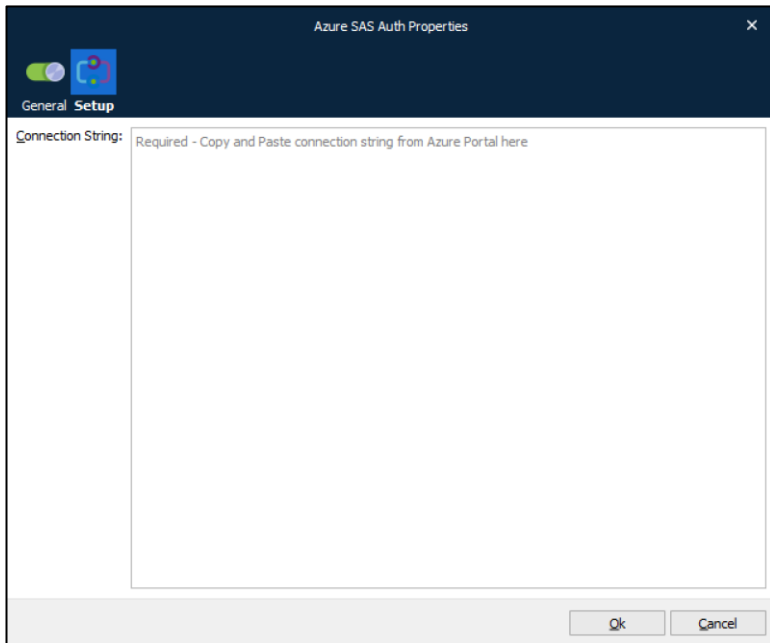 Azure SAS Auth Properties
General Setup
Connection String:
Required - Copy and Paste connection string from Azure Portal here
Ok Cancel